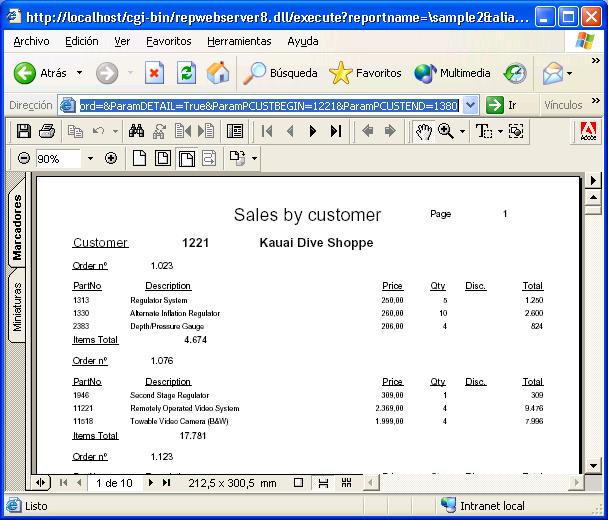 http://localhost/cgi-bin/repwebserver8.dll/execute?reportname=\sample2&alia...
Archivo Edición Ver Favoritos Herramientas Ayuda
Atrás Búsqueda Favoritos Multimedia
Dirección ord=&ParamDETAIL=True&ParamPCUSTBEGIN=1221&ParamPCUSTEND=1380 Ir Vínculos
Adobe
90%
Marcadores
Miniaturas
Sales by customer Page 1
Customer 1221 Kauai Dive Shoppe
Order nº 1.023
PartNo Description Price Qty Disc. Total
1313 Regulator System 250,00 5 1.250
1330 Alternate Inflation Regulator 260,00 10 2.600
2383 Depth/Pressure Gauge 206,00 4 824
Items Total 4.674
Order nº 1.076
PartNo Description Price Qty Disc. Total
1946 Second Stage Regulator 309,00 1 309
11221 Remotely Operated Video System 2.369,00 4 9.476
11518 Towable Video Camera (B&W) 1.999,00 4 7.996
Items Total 17.781
Order nº 1.123
1 de 10 212,5 x 300,5 mm
Listo Intranet local